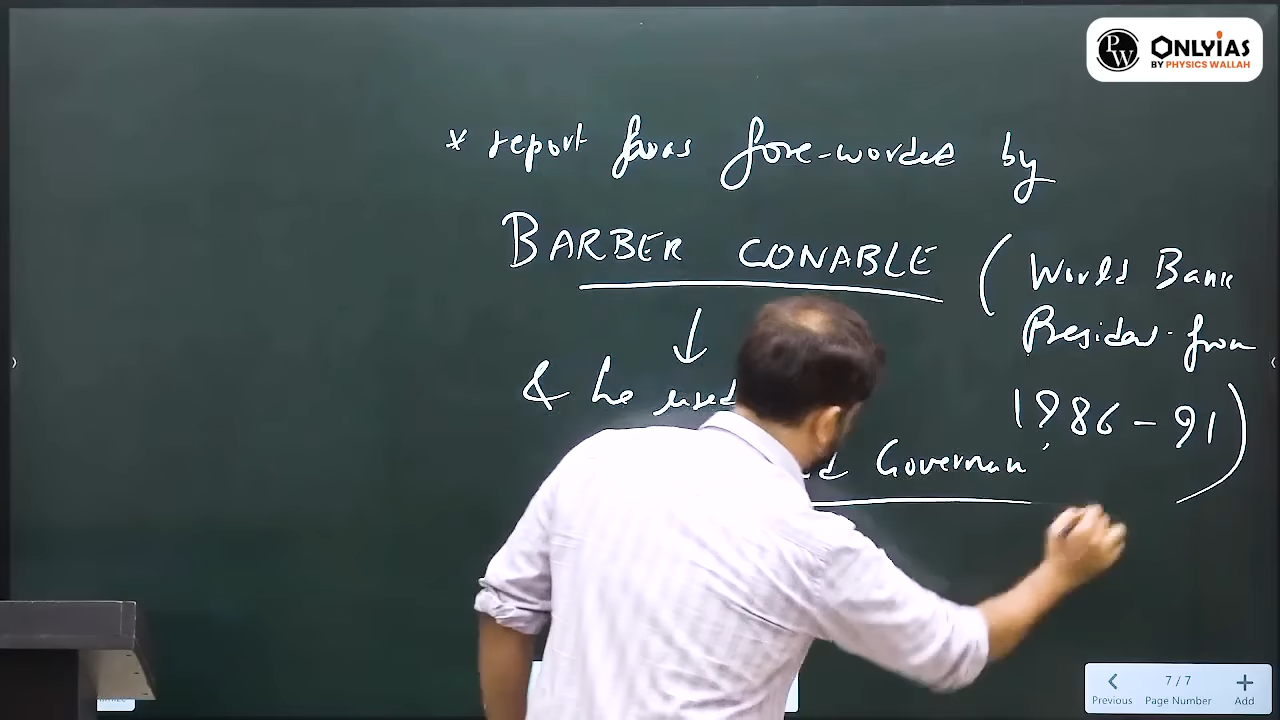 PW ONLYIAS
BY PHYSICS WALLAH
* report was fore-worded by
BARBER CONABLE (World Bank
President from
1986 - 91)
↓
& he used
Governan
7 / 7
Previous Page Number Add